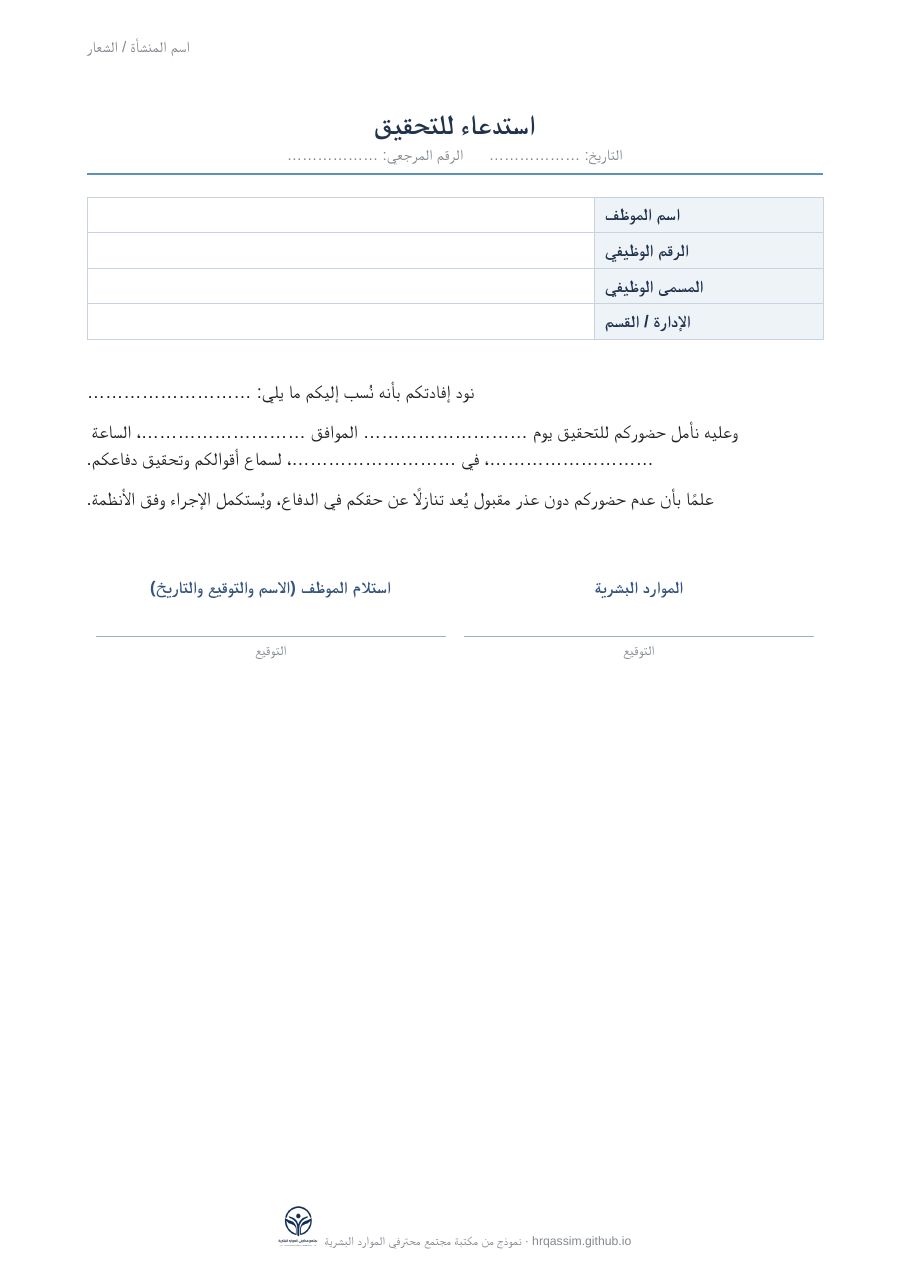 اسم المنشأة / الشعار
استدعاء للتحقيق
التاريخ: ……………… الرقم المرجعي: ………………
اسم الموظف
الرقم الوظيفي
المسمى الوظيفي
الإدارة / القسم
نود إفادتكم بأنه نُسب إليكم ما يلي: ………………………
وعليه نأمل حضوركم للتحقيق يوم ……………………… الموافق ………………………، الساعة
………………………، في ………………………، لسماع أقوالكم وتحقيق دفاعكم.
علمًا بأن عدم حضوركم دون عذر مقبول يُعد تنازلًا عن حقكم في الدفاع، ويُستكمل الإجراء وفق الأنظمة.
الموارد البشرية
استلام الموظف (الاسم والتوقيع والتاريخ)
التوقيع
التوقيع
نموذج من مكتبة مجتمع محترفي الموارد البشرية · hrqassim.github.io